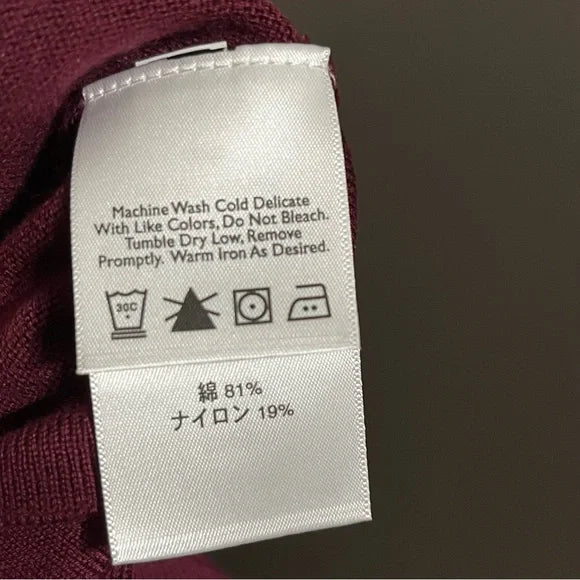 Machine Wash Cold Delicate
With Like Colors, Do Not Bleach.
Tumble Dry Low, Remove
Promptly. Warm Iron As Desired.
30C
綿 81%
ナイロン 19%